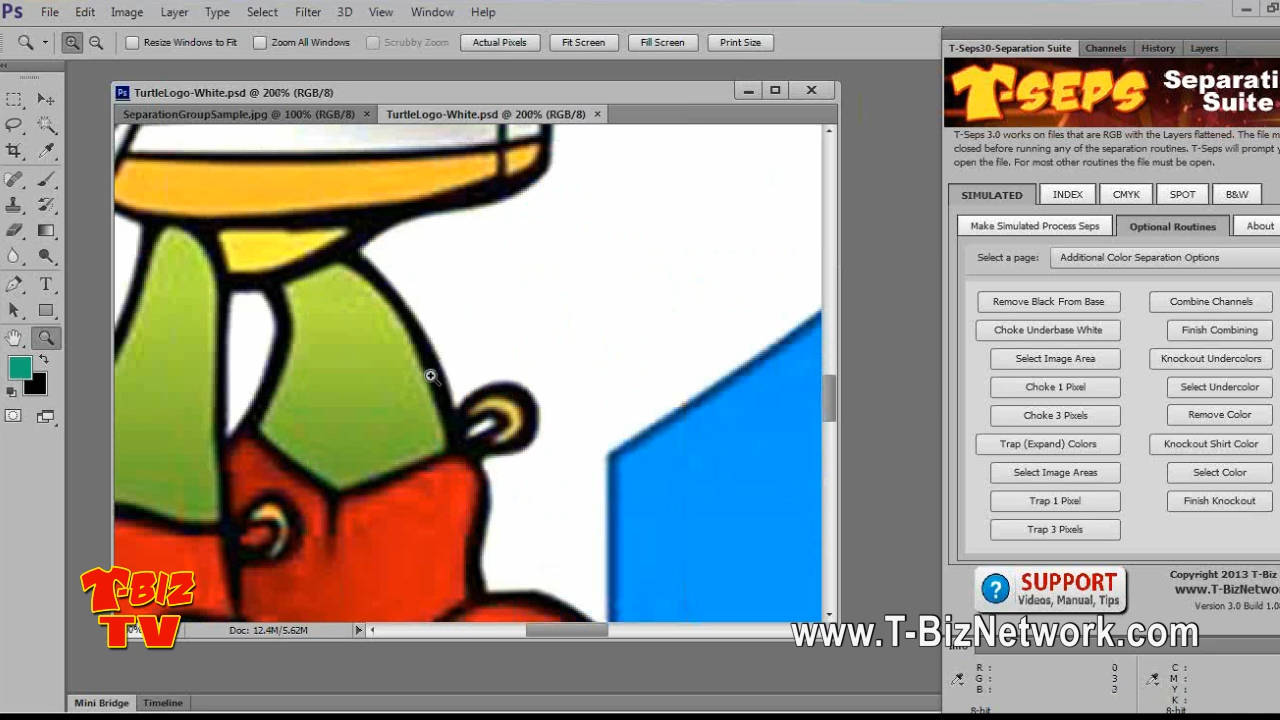 Ps File Edit Image Layer Type Select Filter 3D View Window Help
Resize Windows to Fit Zoom All Windows Scrubby Zoom Actual Pixels Fit Screen Fill Screen Print Size
T-Seps30-Separation Suite Channels History Layers
Ps TurtleLogo-White.psd @ 200% (RGB/8)
SeparationGroupSample.jpg @ 100% (RGB/8) × TurtleLogo-White.psd @ 200% (RGB/8) ×
T-SEPS Separati
Suite
T-Seps 3.0 works on files that are RGB with the Layers flattened. The file m
closed before running any of the separation routines. T-Seps will prompt y
open the file. For most other routines the file must be open.
SIMULATED INDEX CMYK SPOT B&W
Make Simulated Process Seps Optional Routines About
Select a page: Additional Color Separation Options
Remove Black From Base Combine Channels
Choke Underbase White Finish Combining
Select Image Area Knockout Undercolors
Choke 1 Pixel Select Undercolor
Choke 3 Pixels Remove Color
Trap (Expand) Colors Knockout Shirt Color
Select Image Areas Select Color
Trap 1 Pixel Finish Knockout
Trap 3 Pixels
? SUPPORT
Videos, Manual, Tips
Copyright 2013 T-Biz
www.T-BizNetwork
Version 3.0 Build 1.0
T-BIZ
TV
Doc: 12.4M/5.62M
www.T-BizNetwork.com
R : 0 C :
G : 3 M :
B : 3 Y :
K :
8-bit 8-bit
Mini Bridge Timeline